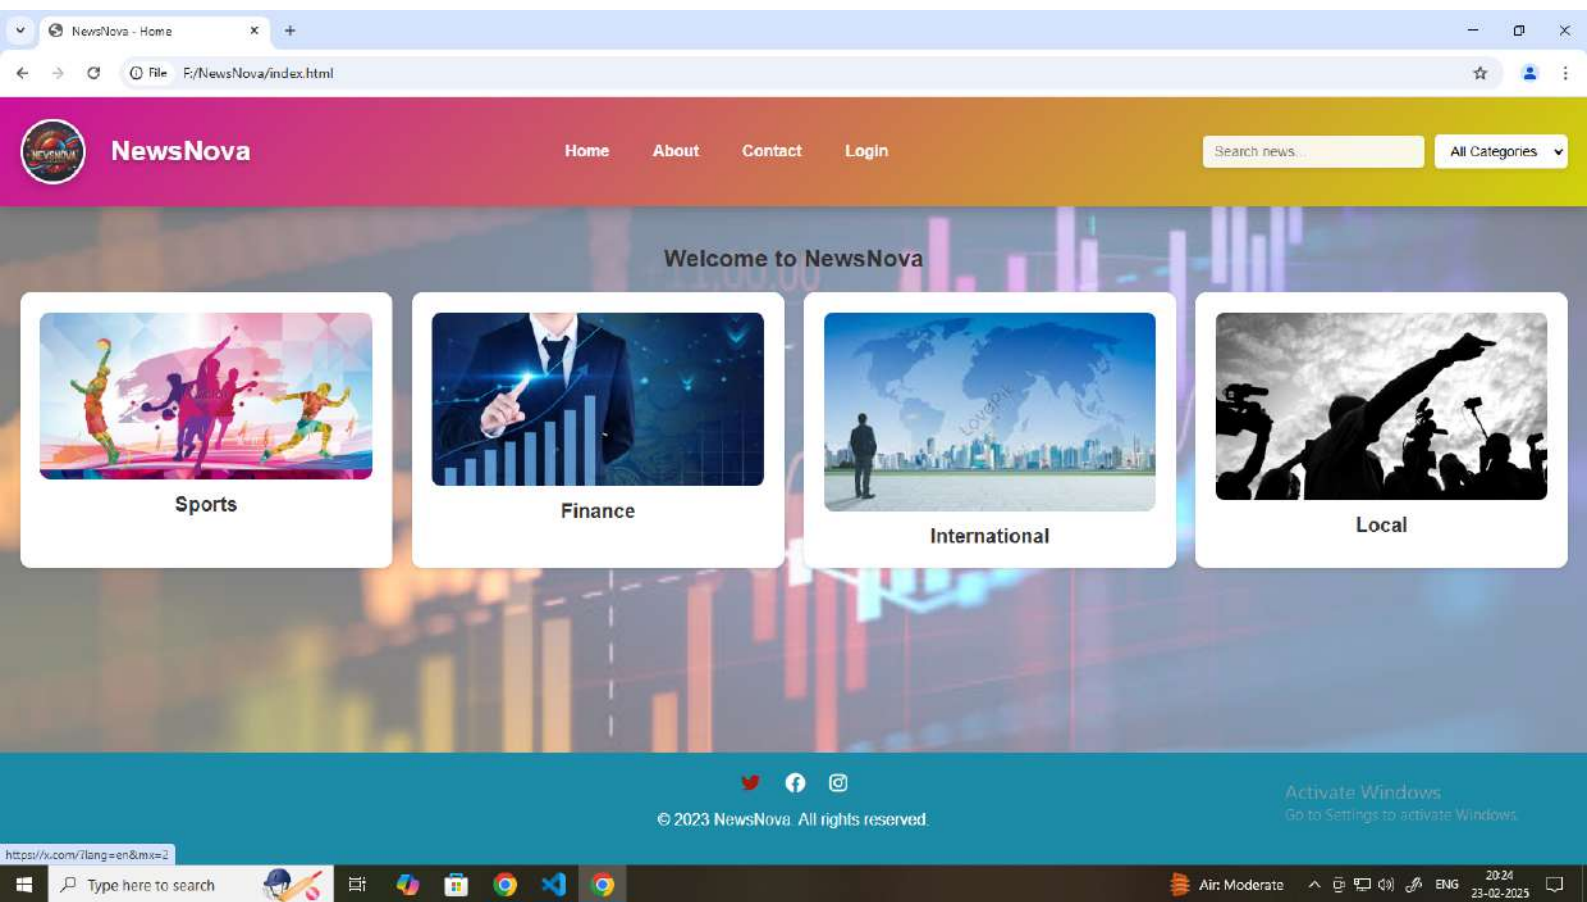 NewsNova - Home
File F:/NewsNova/index.html
NEWSNOVA
NewsNova
Home About Contact Login
Search news...
All Categories
Welcome to NewsNova
Sports
Finance
LovePik
International
Local
© 2023 NewsNova. All rights reserved.
Activate Windows
Go to Settings to activate Windows.
https://x.com/?lang=en&mx=2
Type here to search
Air: Moderate
ENG
20:24
23-02-2025